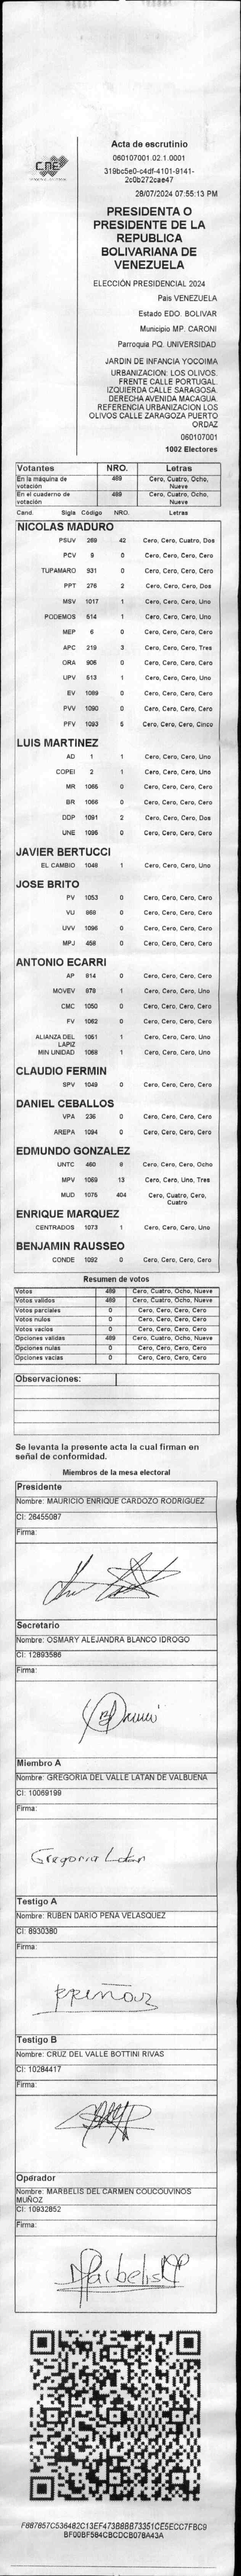 CNE
Acta de escrutinio
060107001.02.1.0001
319bc5e0-c4df-4101-9141-
2c0b272cae47
28/07/2024 07:55:13 PM
PRESIDENTA O
PRESIDENTE DE LA
REPUBLICA
BOLIVARIANA DE
VENEZUELA
ELECCIÓN PRESIDENCIAL 2024
Pais VENEZUELA
Estado EDO. BOLIVAR
Municipio MP. CARONI
Parroquia PQ. UNIVERSIDAD
JARDIN DE INFANCIA YOCOIMA
URBANIZACION: LOS OLIVOS.
FRENTE CALLE PORTUGAL.
IZQUIERDA CALLE SARAGOSA.
DERECHA AVENIDA MACAGUA.
REFERENCIA URBANIZACION LOS
OLIVOS CALLE ZARAGOZA PUERTO
ORDAZ
060107001
1002 Electores
Votantes NRO. Letras
En la máquina de votación 489 Cero, Cuatro, Ocho, Nueve
En el cuaderno de votación 489 Cero, Cuatro, Ocho, Nueve
Cand. Sigla Código NRO. Letras
NICOLAS MADURO
PSUV 269 42 Cero, Cero, Cuatro, Dos
PCV 9 0 Cero, Cero, Cero, Cero
TUPAMARO 931 0 Cero, Cero, Cero, Cero
PPT 276 2 Cero, Cero, Cero, Dos
MSV 1017 1 Cero, Cero, Cero, Uno
PODEMOS 514 1 Cero, Cero, Cero, Uno
MEP 6 0 Cero, Cero, Cero, Cero
APC 219 3 Cero, Cero, Cero, Tres
ORA 906 0 Cero, Cero, Cero, Cero
UPV 513 1 Cero, Cero, Cero, Uno
EV 1089 0 Cero, Cero, Cero, Cero
PVV 1090 0 Cero, Cero, Cero, Cero
PFV 1093 5 Cero, Cero, Cero, Cinco
LUIS MARTINEZ
AD 1 1 Cero, Cero, Cero, Uno
COPEI 2 1 Cero, Cero, Cero, Uno
MR 1065 0 Cero, Cero, Cero, Cero
BR 1066 0 Cero, Cero, Cero, Cero
DDP 1091 2 Cero, Cero, Cero, Dos
UNE 1095 0 Cero, Cero, Cero, Cero
JAVIER BERTUCCI
EL CAMBIO 1048 1 Cero, Cero, Cero, Uno
JOSE BRITO
PV 1053 0 Cero, Cero, Cero, Cero
VU 968 0 Cero, Cero, Cero, Cero
UVV 1096 0 Cero, Cero, Cero, Cero
MPJ 458 0 Cero, Cero, Cero, Cero
ANTONIO ECARRI
AP 814 0 Cero, Cero, Cero, Cero
MOVEV 879 1 Cero, Cero, Cero, Uno
CMC 1050 0 Cero, Cero, Cero, Cero
FV 1062 0 Cero, Cero, Cero, Cero
ALIANZA DEL LAPIZ 1051 1 Cero, Cero, Cero, Uno
MIN UNIDAD 1068 1 Cero, Cero, Cero, Uno
CLAUDIO FERMIN
SPV 1049 0 Cero, Cero, Cero, Cero
DANIEL CEBALLOS
VPA 236 0 Cero, Cero, Cero, Cero
AREPA 1094 0 Cero, Cero, Cero, Cero
EDMUNDO GONZALEZ
UNTC 460 8 Cero, Cero, Cero, Ocho
MPV 1069 13 Cero, Cero, Uno, Tres
MUD 1075 404 Cero, Cuatro, Cero, Cuatro
ENRIQUE MARQUEZ
CENTRADOS 1073 1 Cero, Cero, Cero, Uno
BENJAMIN RAUSSEO
CONDE 1092 0 Cero, Cero, Cero, Cero
Resumen de votos
Votos 489 Cero, Cuatro, Ocho, Nueve
Votos validos 489 Cero, Cuatro, Ocho, Nueve
Votos parciales 0 Cero, Cero, Cero, Cero
Votos nulos 0 Cero, Cero, Cero, Cero
Votos vacios 0 Cero, Cero, Cero, Cero
Opciones validas 489 Cero, Cuatro, Ocho, Nueve
Opciones nulas 0 Cero, Cero, Cero, Cero
Opciones vacias 0 Cero, Cero, Cero, Cero
Observaciones:
Se levanta la presente acta la cual firman en
señal de conformidad.
Miembros de la mesa electoral
Presidente
Nombre: MAURICIO ENRIQUE CARDOZO RODRIGUEZ
CI: 26455087
Firma:
Secretario
Nombre: OSMARY ALEJANDRA BLANCO IDROGO
CI: 12893586
Firma:
Miembro A
Nombre: GREGORIA DEL VALLE LATAN DE VALBUENA
CI: 10069199
Firma:
Gregoria Latan
Testigo A
Nombre: RUBEN DARIO PEÑA VELASQUEZ
CI: 8930380
Firma:
Testigo B
Nombre: CRUZ DEL VALLE BOTTINI RIVAS
CI: 10284417
Firma:
Operador
Nombre: MARBELIS DEL CARMEN COUCOUVINOS
MUÑOZ
CI: 10932852
Firma:
Marbelis
F887857C536482C13EF473B8BB73351CE5ECC7FBC9
BF00BF584CBCDCB078A43A